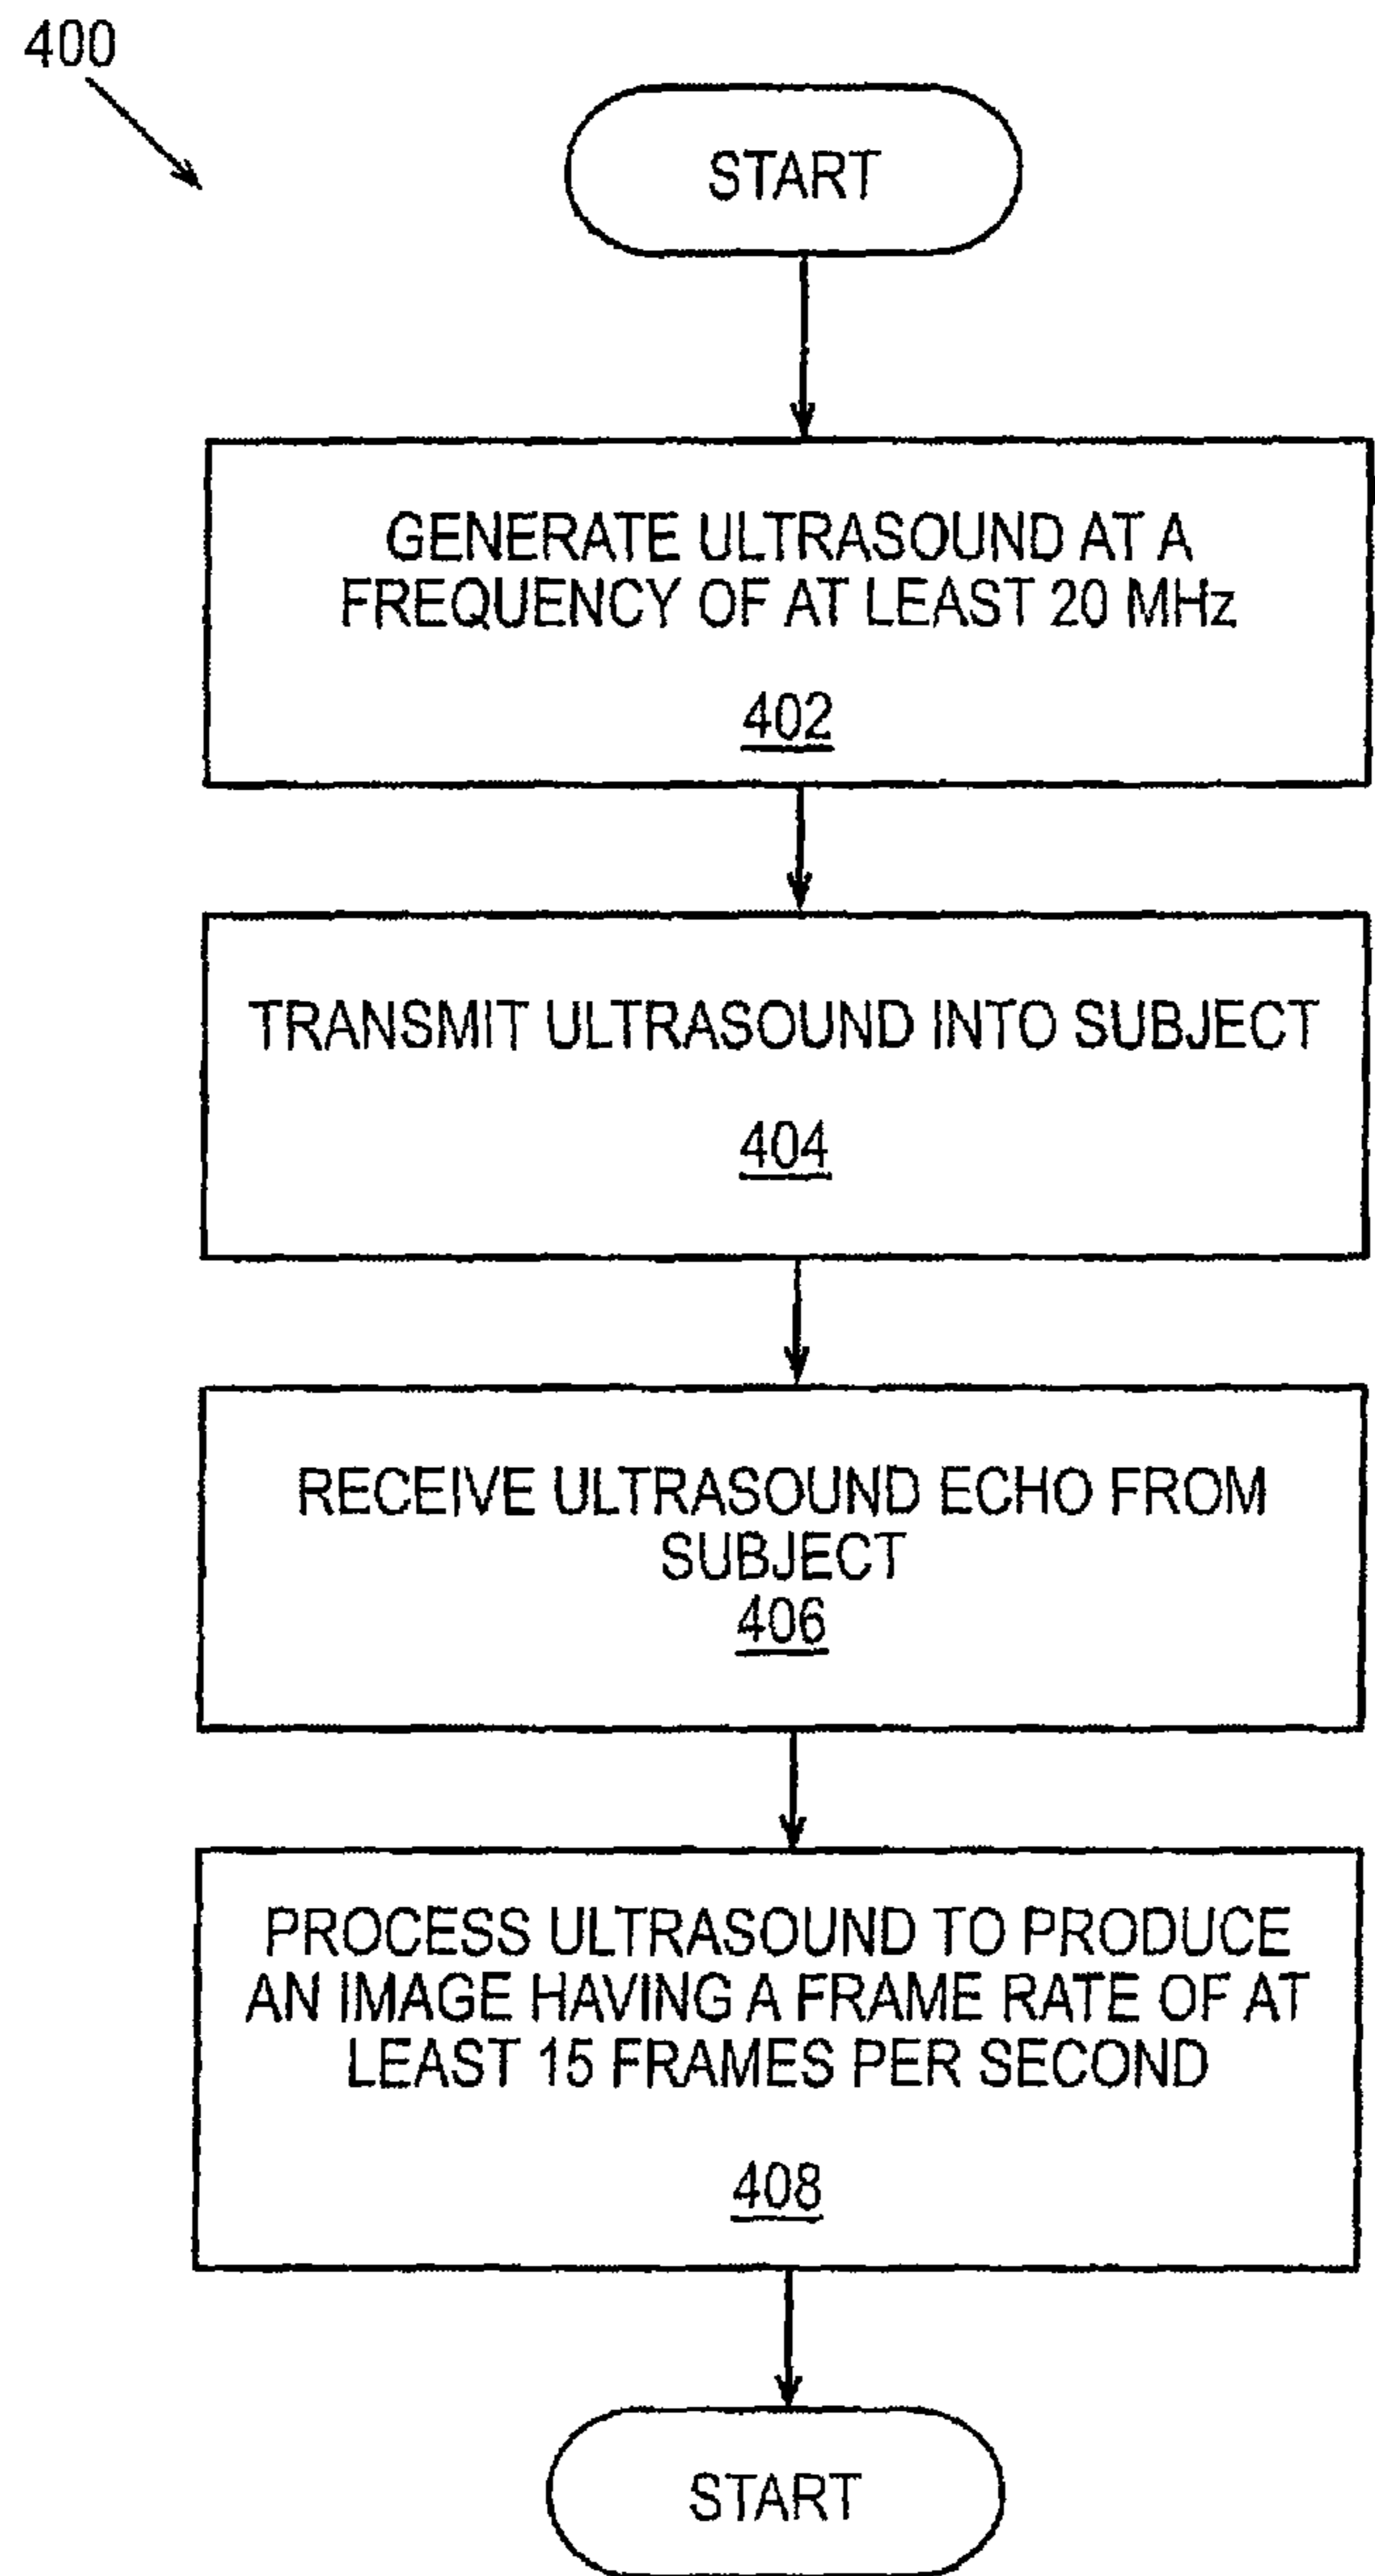 400
START
GENERATE ULTRASOUND AT A
FREQUENCY OF AT LEAST 20 MHz
402
TRANSMIT ULTRASOUND INTO SUBJECT
404
RECEIVE ULTRASOUND ECHO FROM
SUBJECT
406
PROCESS ULTRASOUND TO PRODUCE
AN IMAGE HAVING A FRAME RATE OF AT
LEAST 15 FRAMES PER SECOND
408
START